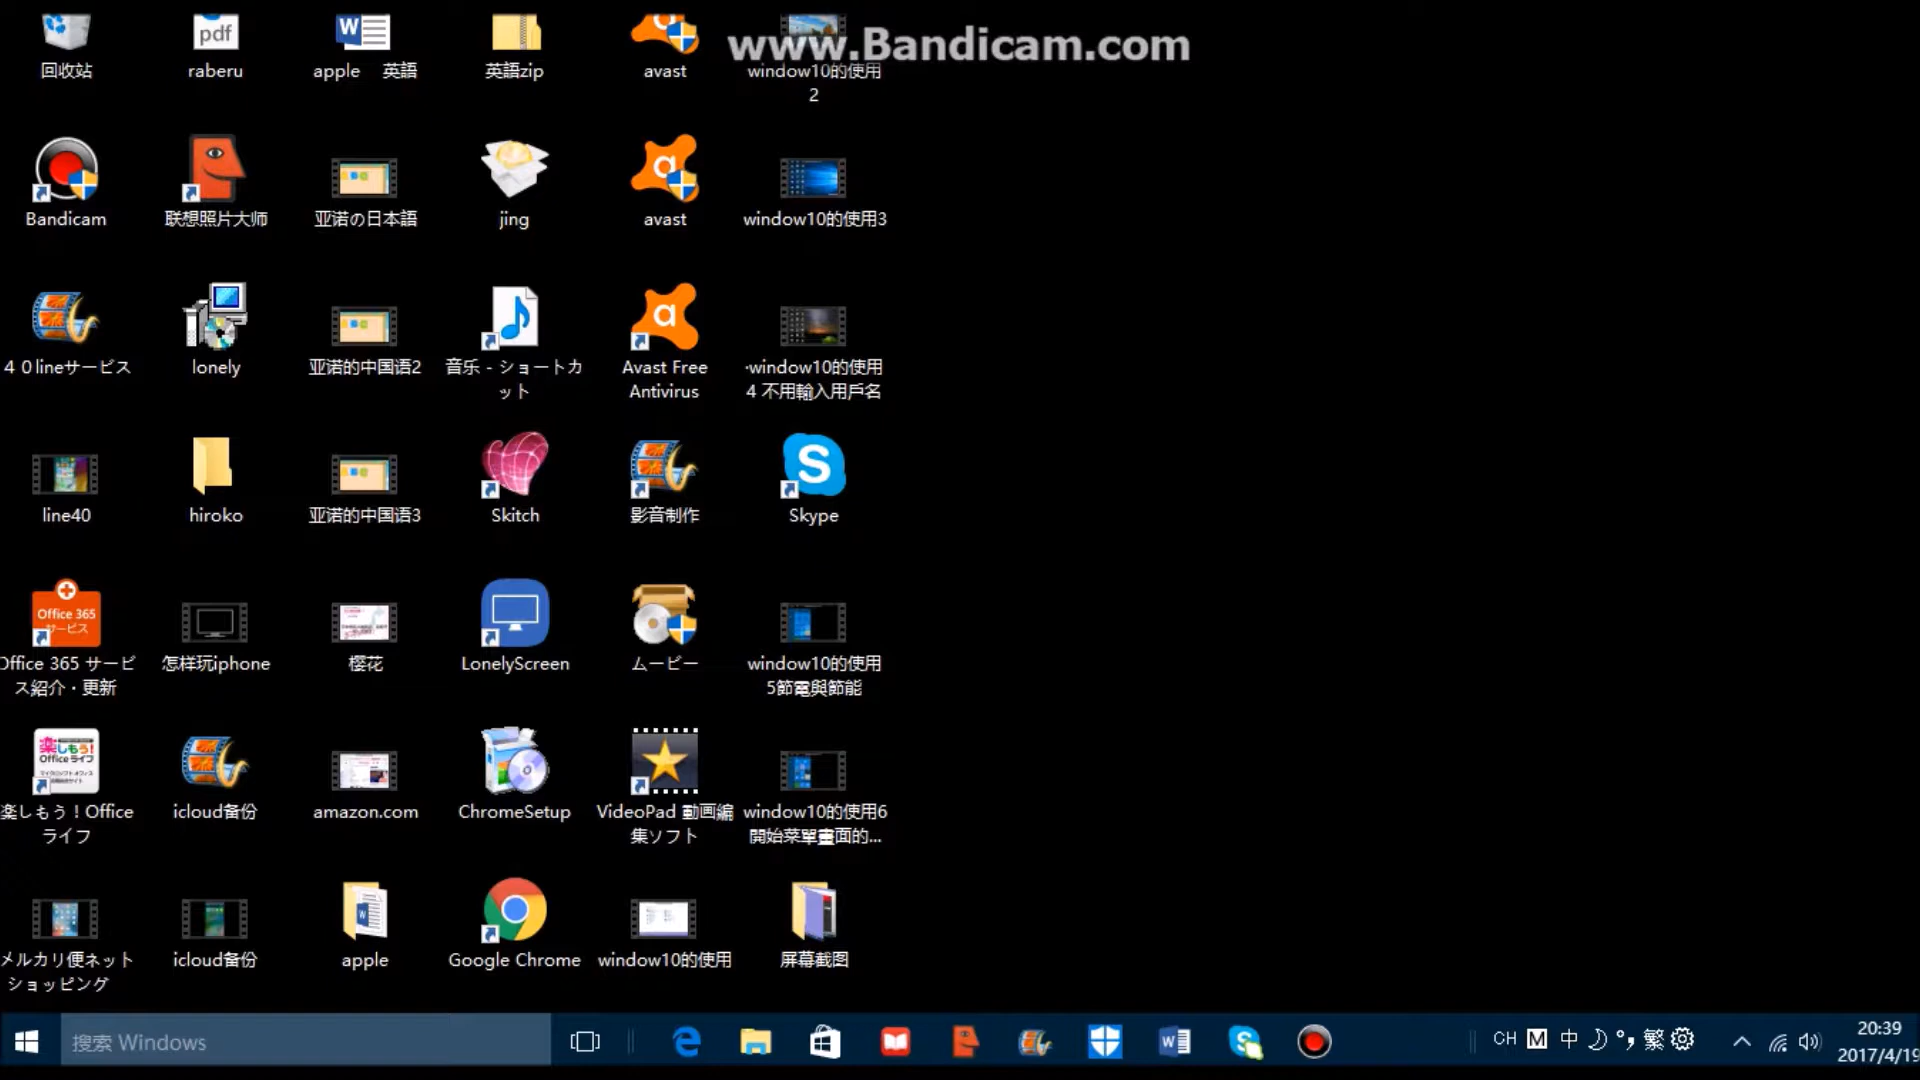 www.Bandicam.com
回收站
raberu
apple 英語
英語zip
avast
window10的使用
2
Bandicam
联想照片大师
亚诺の日本語
jing
avast
window10的使用3
４０lineサービス
lonely
亚诺的中国语2
音乐 - ショートカ
ット
Avast Free
Antivirus
window10的使用
4 不用輸入用戶名
line40
hiroko
亚诺的中国语3
Skitch
影音制作
Skype
Office 365
サービス
Office 365 サービ
ス紹介・更新
怎样玩iphone
樱花
LonelyScreen
ムービー
window10的使用
5節電與節能
楽しもう!
Office ライフ
楽しもう！Office
ライフ
icloud备份
amazon.com
ChromeSetup
VideoPad 動画編
集ソフト
window10的使用6
開始菜單畫面的...
メルカリ便ネット
ショッピング
icloud备份
apple
Google Chrome
window10的使用
屏幕截图
搜索 Windows
CH M 中 繁
20:39
2017/4/19